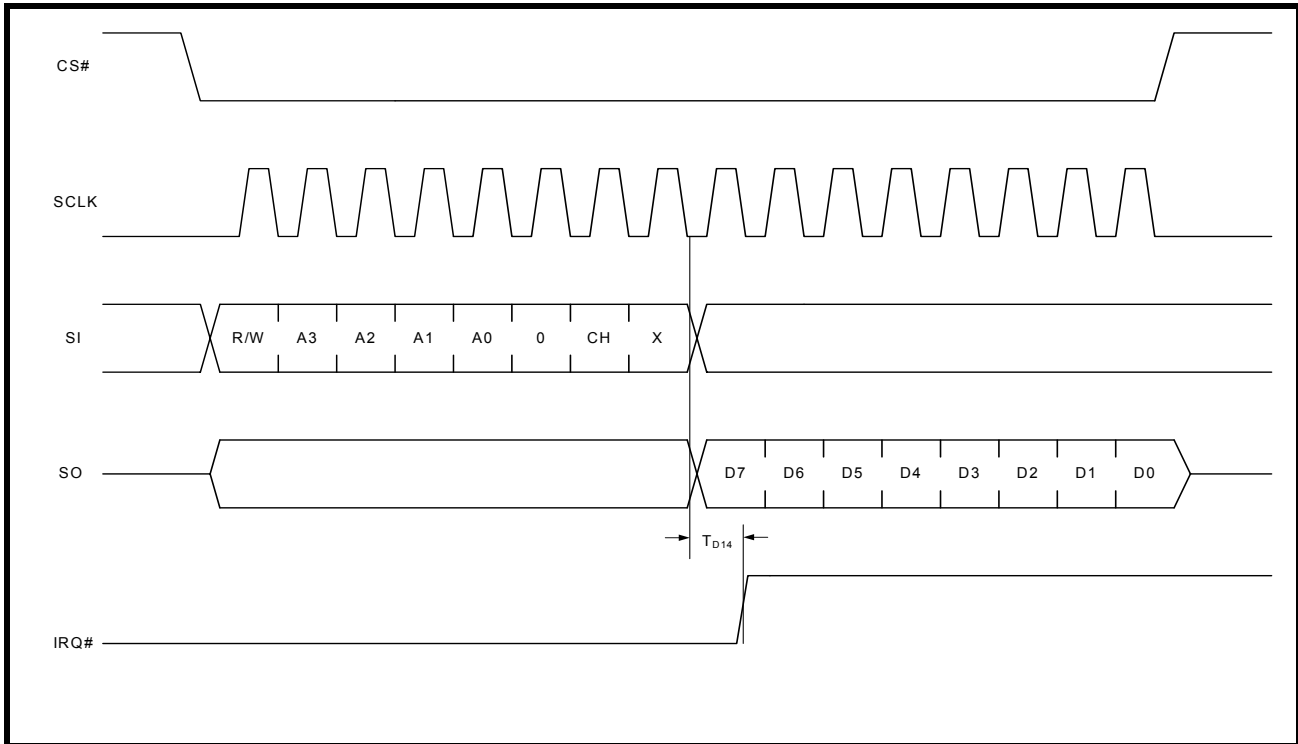 CS#
SCLK
SI R/W A3 A2 A1 A0 0 CH X
SO D7 D6 D5 D4 D3 D2 D1 D0
TD14
IRQ#